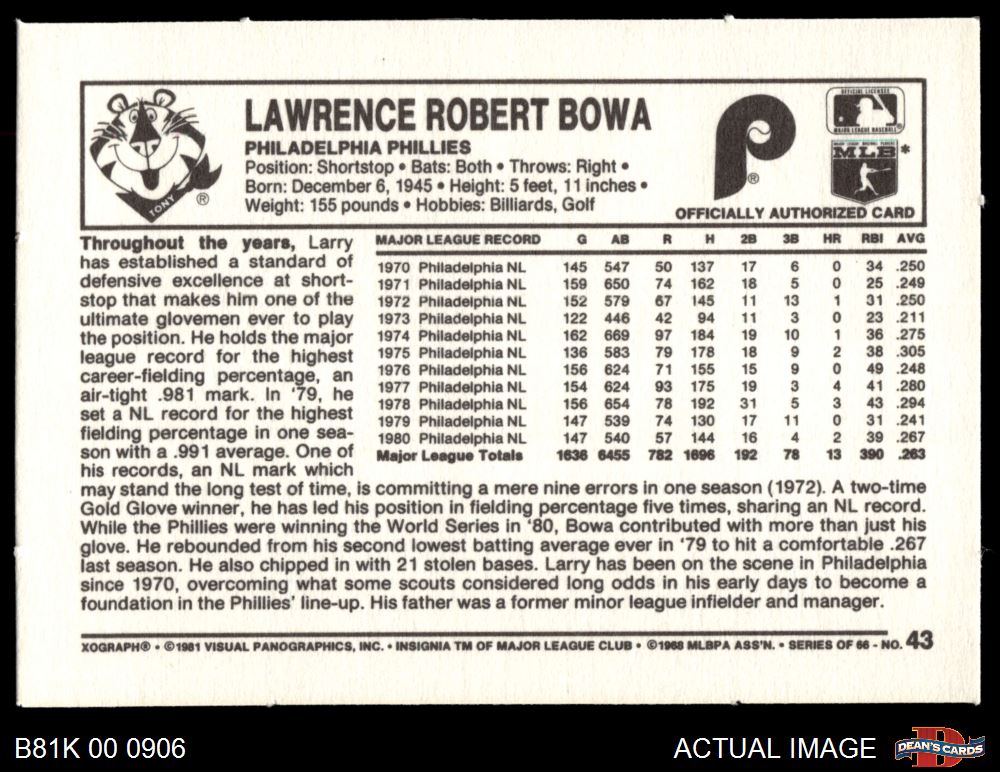 LAWRENCE ROBERT BOWA
PHILADELPHIA PHILLIES
Position: Shortstop • Bats: Both • Throws: Right •
Born: December 6, 1945 • Height: 5 feet, 11 inches •
Weight: 155 pounds • Hobbies: Billiards, Golf
TONY ®
P ®
OFFICIAL LICENSEE
MAJOR LEAGUE BASEBALL
MLB *
OFFICIALLY AUTHORIZED CARD
Throughout the years, Larry
has established a standard of
defensive excellence at short-
stop that makes him one of the
ultimate glovemen ever to play
the position. He holds the major
league record for the highest
career-fielding percentage, an
air-tight .981 mark. In '79, he
set a NL record for the highest
fielding percentage in one sea-
son with a .991 average. One of
his records, an NL mark which
may stand the long test of time, is committing a mere nine errors in one season (1972). A two-time
Gold Glove winner, he has led his position in fielding percentage five times, sharing an NL record.
While the Phillies were winning the World Series in '80, Bowa contributed with more than just his
glove. He rebounded from his second lowest batting average ever in '79 to hit a comfortable .267
last season. He also chipped in with 21 stolen bases. Larry has been on the scene in Philadelphia
since 1970, overcoming what some scouts considered long odds in his early days to become a
foundation in the Phillies' line-up. His father was a former minor league infielder and manager.
MAJOR LEAGUE RECORD G AB R H 2B 3B HR RBI AVG
1970 Philadelphia NL 145 547 50 137 17 6 0 34 .250
1971 Philadelphia NL 159 650 74 162 18 5 0 25 .249
1972 Philadelphia NL 152 579 67 145 11 13 1 31 .250
1973 Philadelphia NL 122 446 42 94 11 3 0 23 .211
1974 Philadelphia NL 162 669 97 184 19 10 1 36 .275
1975 Philadelphia NL 136 583 79 178 18 9 2 38 .305
1976 Philadelphia NL 156 624 71 155 15 9 0 49 .248
1977 Philadelphia NL 154 624 93 175 19 3 4 41 .280
1978 Philadelphia NL 156 654 78 192 31 5 3 43 .294
1979 Philadelphia NL 147 539 74 130 17 11 0 31 .241
1980 Philadelphia NL 147 540 57 144 16 4 2 39 .267
Major League Totals 1636 6455 782 1696 192 78 13 390 .263
XOGRAPH® • ©1981 VISUAL PANOGRAPHICS, INC. • INSIGNIA TM OF MAJOR LEAGUE CLUB • ©1968 MLBPA ASS'N. • SERIES OF 66 - NO. 43
B81K 00 0906
ACTUAL IMAGE
DEAN'S CARDS